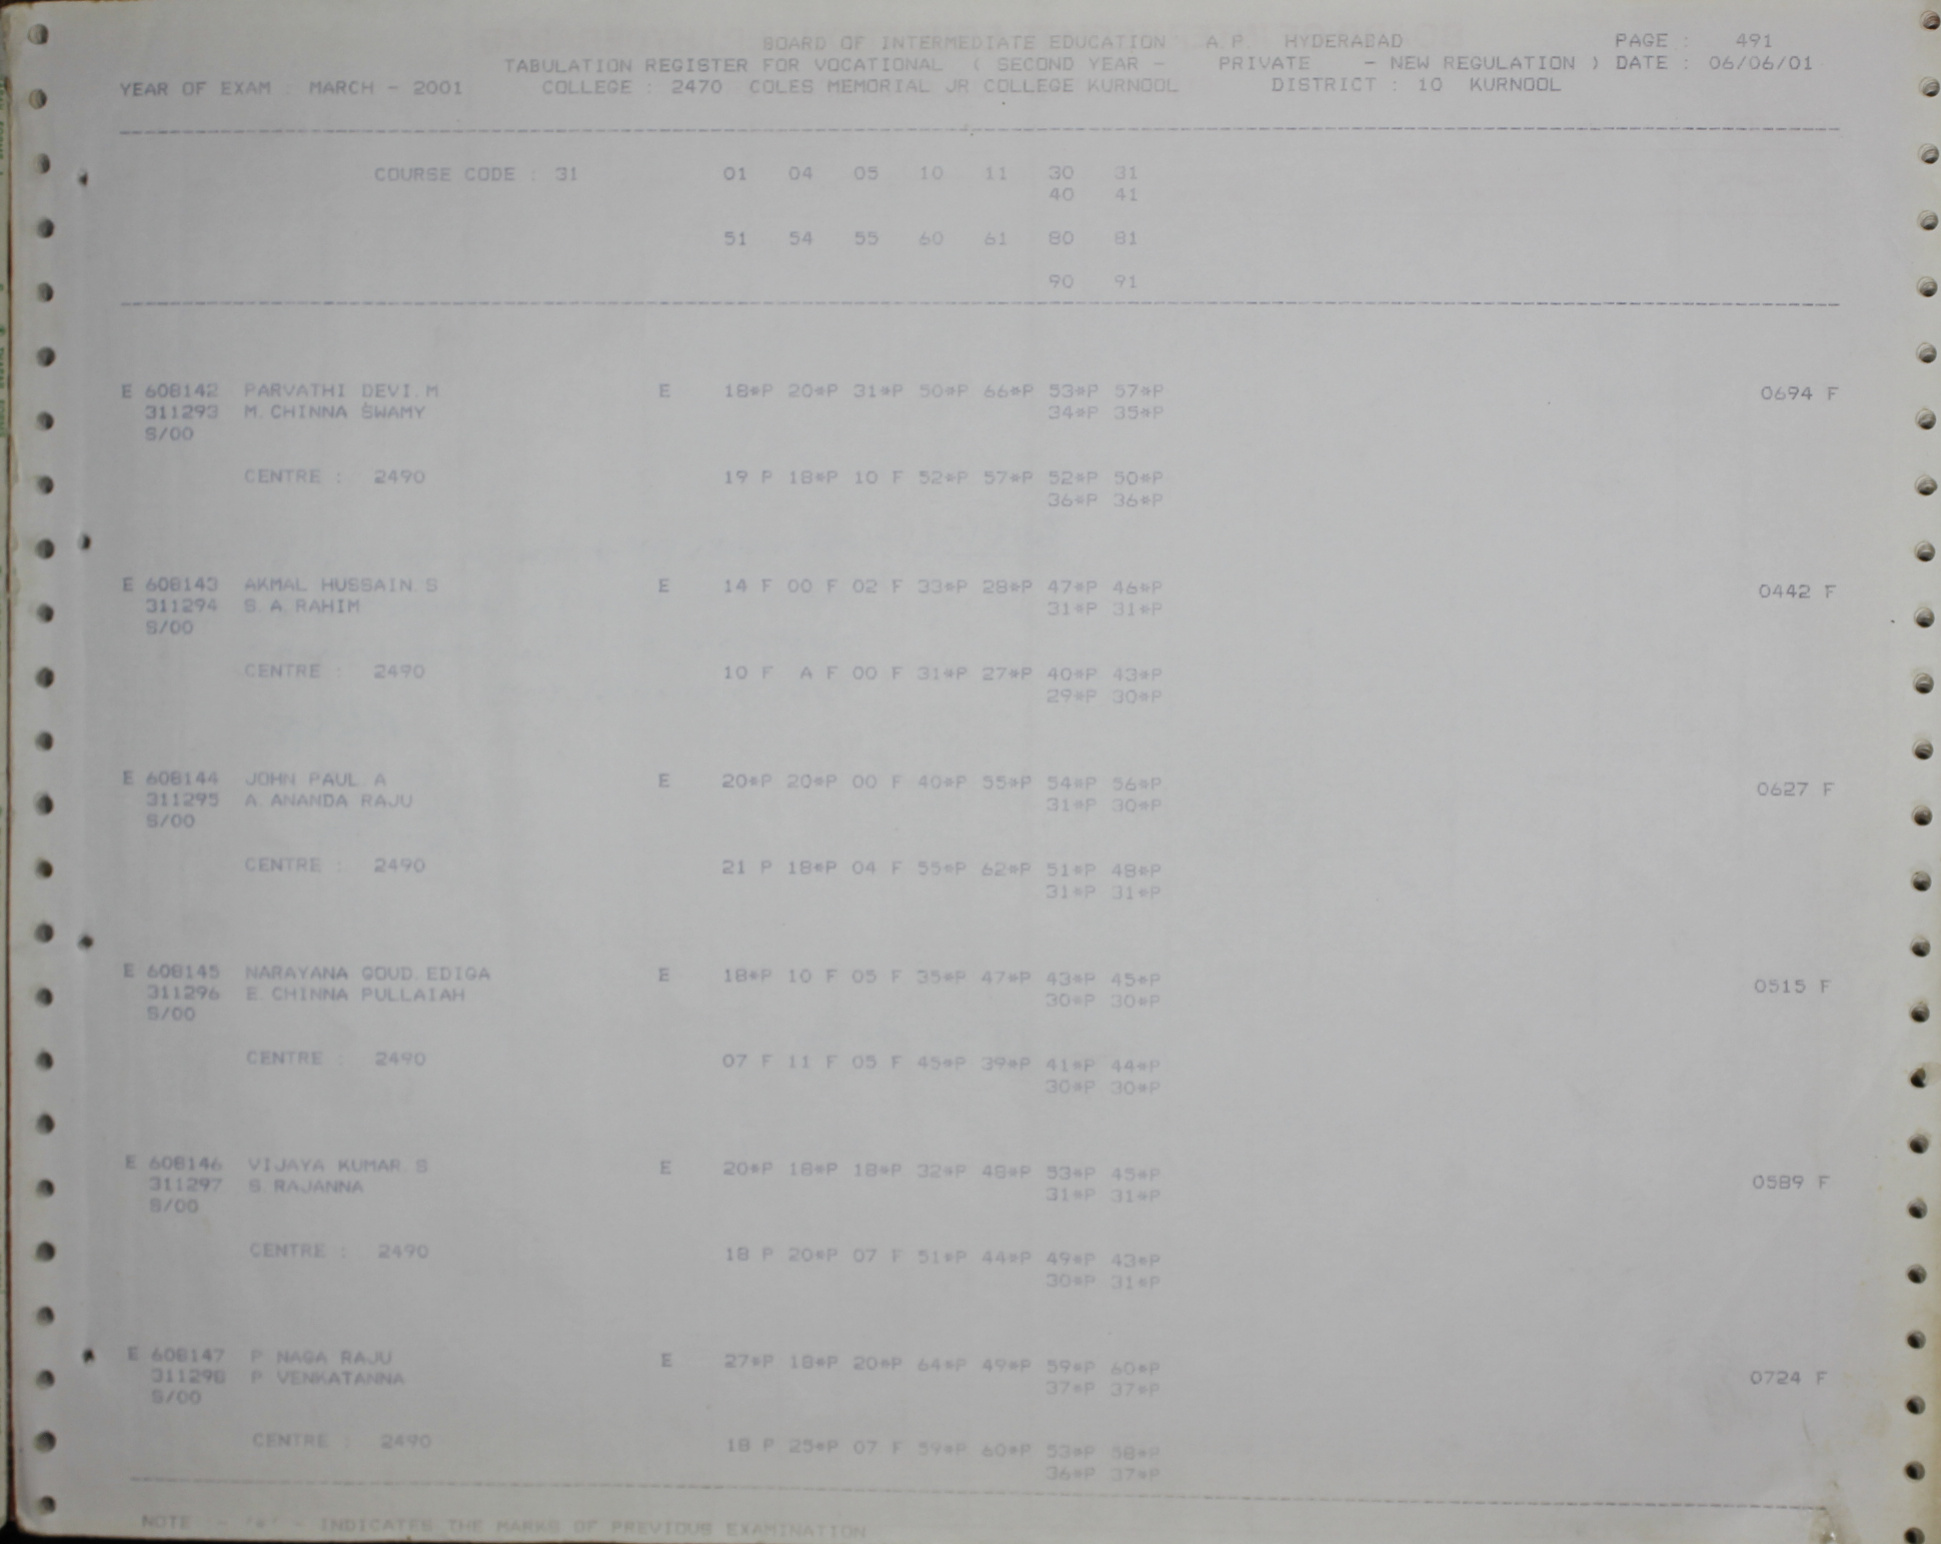 BOARD OF INTERMEDIATE EDUCATION A.P. HYDERABAD PAGE : 491
TABULATION REGISTER FOR VOCATIONAL ( SECOND YEAR - PRIVATE - NEW REGULATION ) DATE : 06/06/01
YEAR OF EXAM : MARCH - 2001 COLLEGE : 2470 COLES MEMORIAL JR COLLEGE KURNOOL DISTRICT : 10 KURNOOL
COURSE CODE : 31 01 04 05 10 11 30 31
40 41
51 54 55 60 61 80 81
90 91
E 608142 PARVATHI DEVI.M E 18*P 20*P 31*P 50*P 66*P 53*P 57*P 0694 F
311293 M.CHINNA SWAMY 34*P 35*P
S/00
CENTRE : 2490 19 P 18*P 10 F 52*P 57*P 52*P 50*P
36*P 36*P
E 608143 AKMAL HUSSAIN.S E 14 F 00 F 02 F 33*P 28*P 47*P 46*P 0442 F
311294 S.A.RAHIM 31*P 31*P
S/00
CENTRE : 2490 10 F A F 00 F 31*P 27*P 40*P 43*P
29*P 30*P
E 608144 JOHN PAUL.A E 20*P 20*P 00 F 40*P 55*P 54*P 56*P 0627 F
311295 A.ANANDA RAJU 31*P 30*P
S/00
CENTRE : 2490 21 P 18*P 04 F 55*P 62*P 51*P 48*P
31*P 31*P
E 608145 NARAYANA GOUD.EDIGA E 18*P 10 F 05 F 35*P 47*P 43*P 45*P 0515 F
311296 E.CHINNA PULLAIAH 30*P 30*P
S/00
CENTRE : 2490 07 F 11 F 05 F 45*P 39*P 41*P 44*P
30*P 30*P
E 608146 VIJAYA KUMAR.S E 20*P 18*P 18*P 32*P 48*P 53*P 45*P 0589 F
311297 S.RAJANNA 31*P 31*P
S/00
CENTRE : 2490 18 P 20*P 07 F 51*P 44*P 49*P 43*P
30*P 31*P
E 608147 P NAGA RAJU E 27*P 18*P 20*P 64*P 49*P 59*P 60*P 0724 F
311298 P VENKATANNA 37*P 37*P
S/00
CENTRE : 2490 18 P 25*P 07 F 59*P 60*P 53*P 58*P
36*P 37*P
NOTE :- '*' - INDICATES THE MARKS OF PREVIOUS EXAMINATION